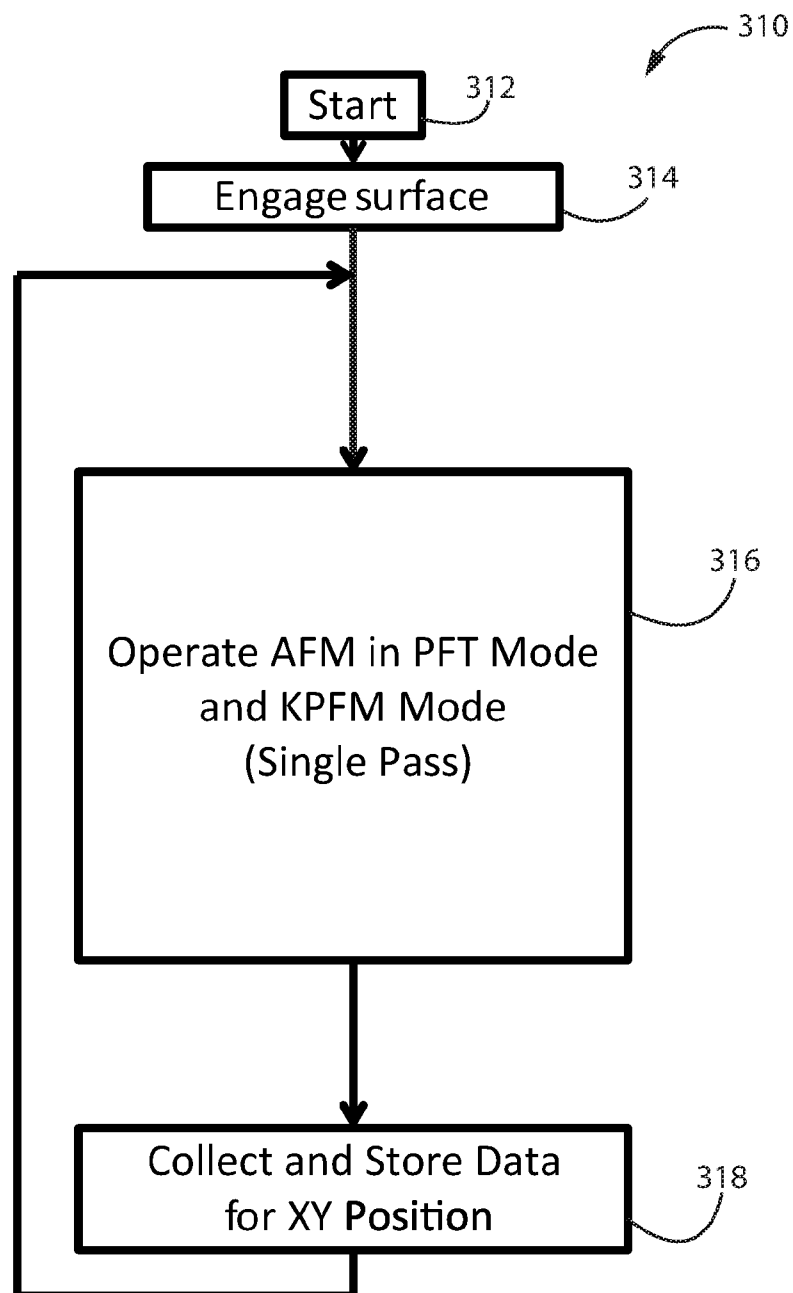 310
Start
312
Engage surface
314
Operate AFM in PFT Mode
and KPFM Mode
(Single Pass)
316
Collect and Store Data
for XY Position
318